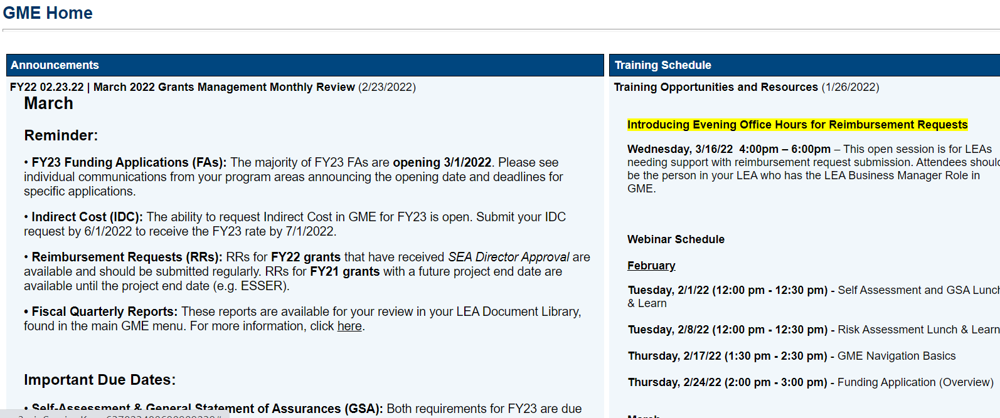 GME Home
Announcements
FY22 02.23.22 | March 2022 Grants Management Monthly Review (2/23/2022)
March
Reminder:
• FY23 Funding Applications (FAs): The majority of FY23 FAs are opening 3/1/2022. Please see
individual communications from your program areas announcing the opening date and deadlines for
specific applications.
• Indirect Cost (IDC): The ability to request Indirect Cost in GME for FY23 is open. Submit your IDC
request by 6/1/2022 to receive the FY23 rate by 7/1/2022.
• Reimbursement Requests (RRs): RRs for FY22 grants that have received SEA Director Approval are
available and should be submitted regularly. RRs for FY21 grants with a future project end date are
available until the project end date (e.g. ESSER).
• Fiscal Quarterly Reports: These reports are available for your review in your LEA Document Library,
found in the main GME menu. For more information, click here.
Important Due Dates:
• Self-Assessment & General Statement of Assurances (GSA): Both requirements for FY23 are due
Training Schedule
Training Opportunities and Resources (1/26/2022)
Introducing Evening Office Hours for Reimbursement Requests
Wednesday, 3/16/22 4:00pm – 6:00pm – This open session is for LEAs
needing support with reimbursement request submission. Attendees should
be the person in your LEA who has the LEA Business Manager Role in
GME.
Webinar Schedule
February
Tuesday, 2/1/22 (12:00 pm - 12:30 pm) - Self Assessment and GSA Lunch
& Learn
Tuesday, 2/8/22 (12:00 pm - 12:30 pm) - Risk Assessment Lunch & Learn
Thursday, 2/17/22 (1:30 pm - 2:30 pm) - GME Navigation Basics
Thursday, 2/24/22 (2:00 pm - 3:00 pm) - Funding Application (Overview)
March